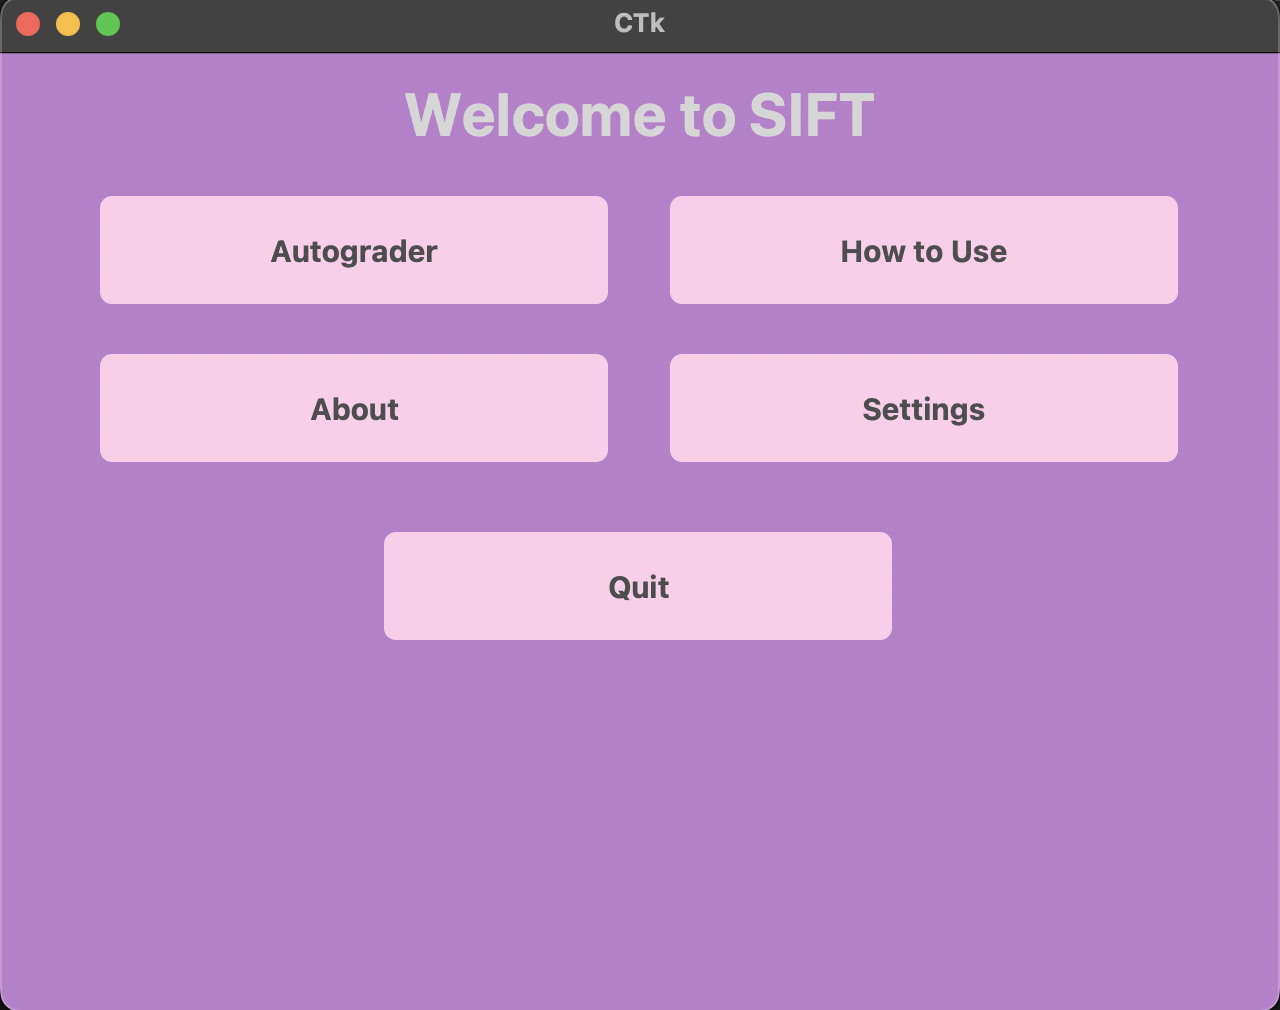 CTk
Welcome to SIFT
Autograder
How to Use
About
Settings
Quit